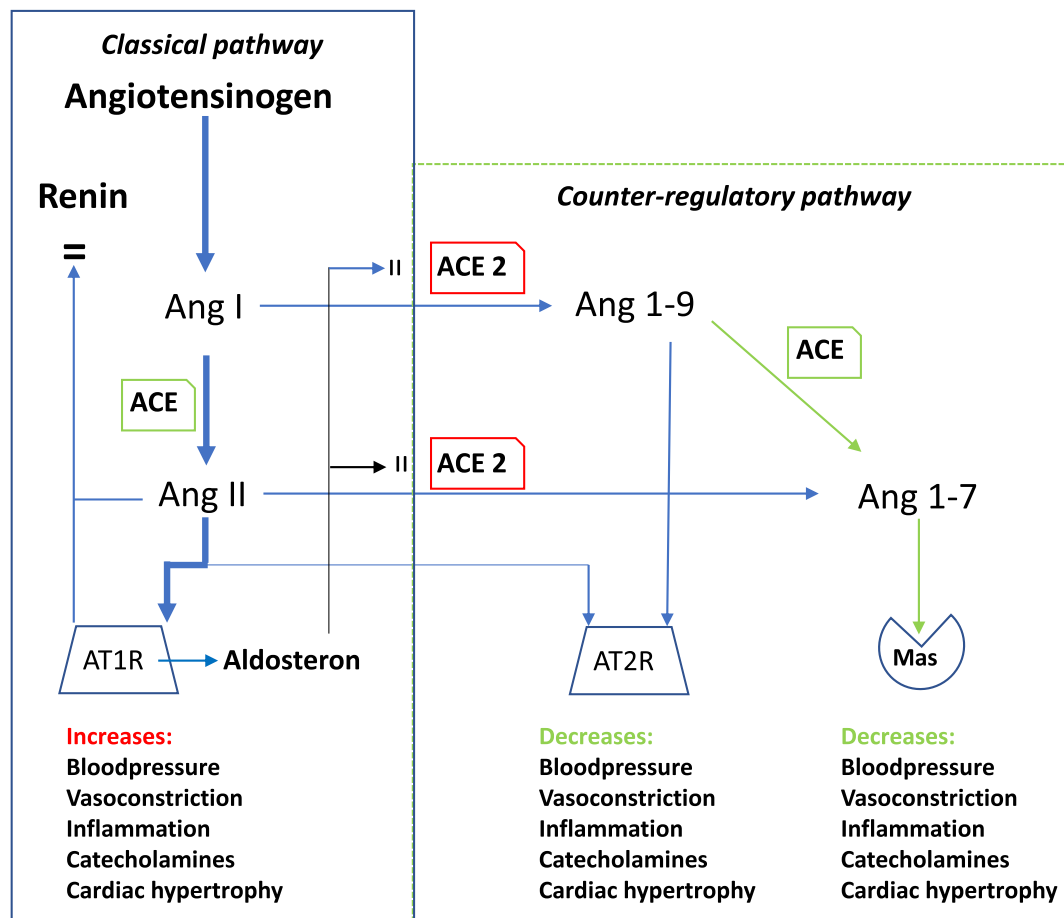 Classical pathway
Angiotensinogen
Renin
=
Counter-regulatory pathway
II
ACE 2
Ang I
Ang 1-9
ACE
ACE
II
ACE 2
Ang II
Ang 1-7
AT1R
Aldosteron
AT2R
Mas
Increases:
Bloodpressure
Vasoconstriction
Inflammation
Catecholamines
Cardiac hypertrophy
Decreases:
Bloodpressure
Vasoconstriction
Inflammation
Catecholamines
Cardiac hypertrophy
Decreases:
Bloodpressure
Vasoconstriction
Inflammation
Catecholamines
Cardiac hypertrophy